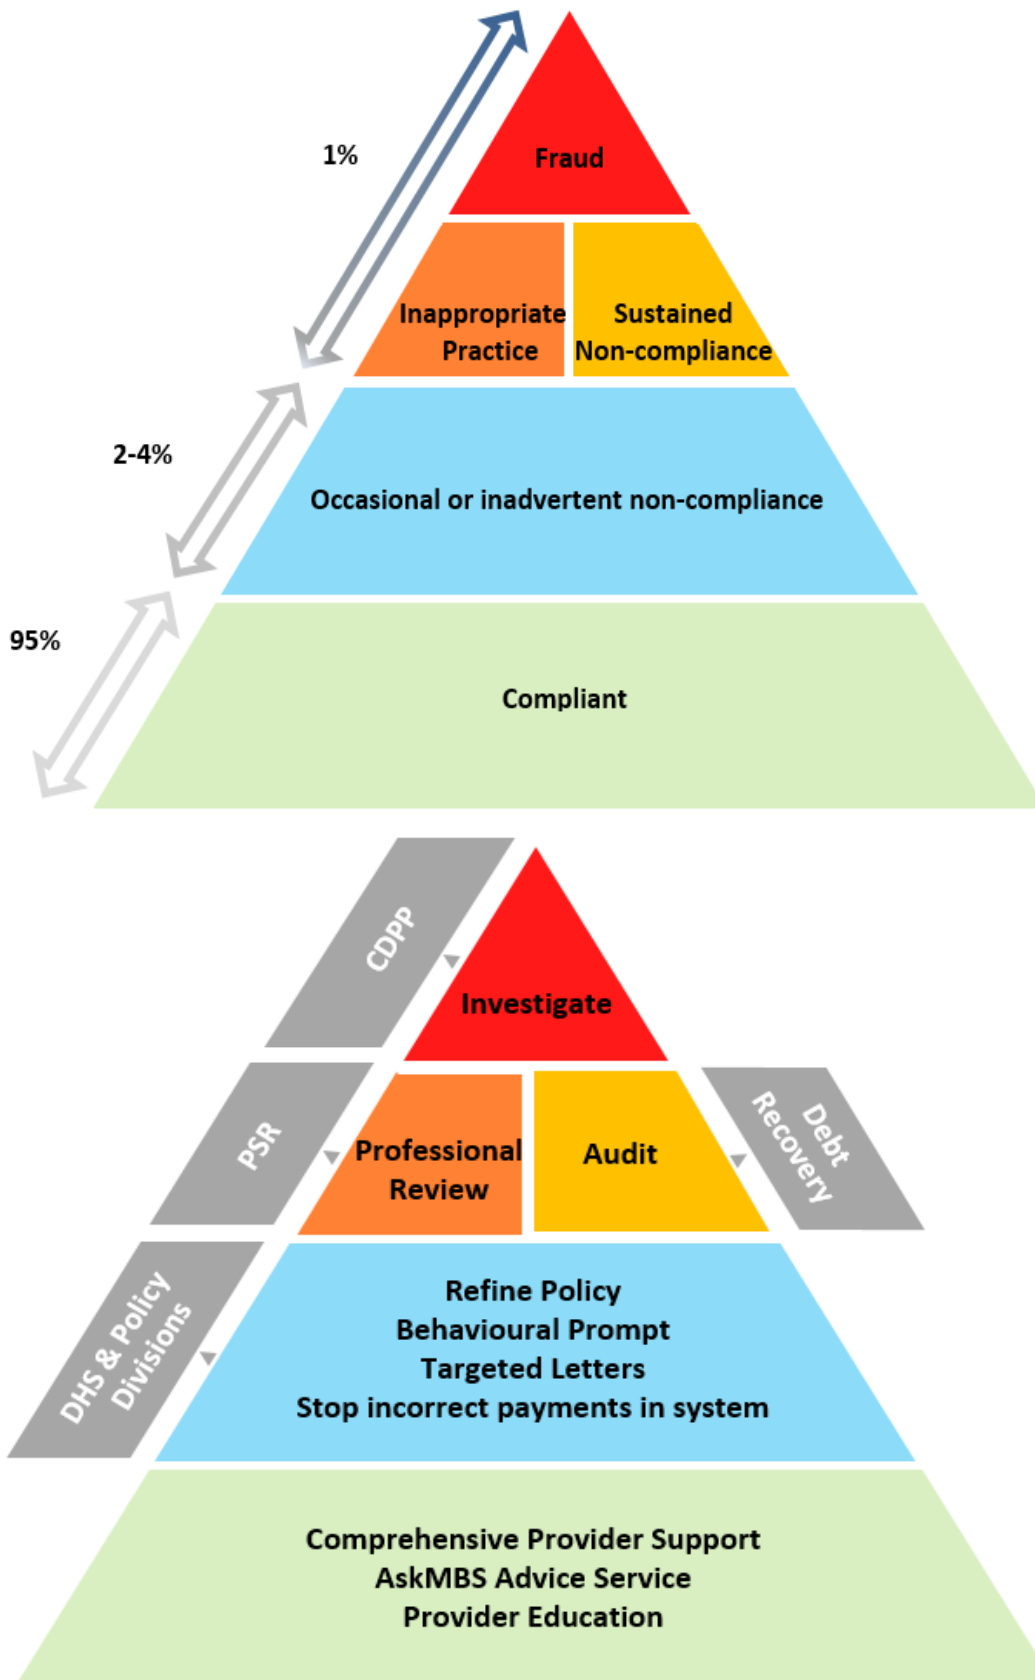 1%
Fraud
Inappropriate
Practice
Sustained
Non-compliance
2-4%
Occasional or inadvertent non-compliance
95%
Compliant
CDPP
Investigate
PSR
Professional
Review
Audit
Debt
Recovery
DHS & Policy
Divisions
Refine Policy
Behavioural Prompt
Targeted Letters
Stop incorrect payments in system
Comprehensive Provider Support
AskMBS Advice Service
Provider Education